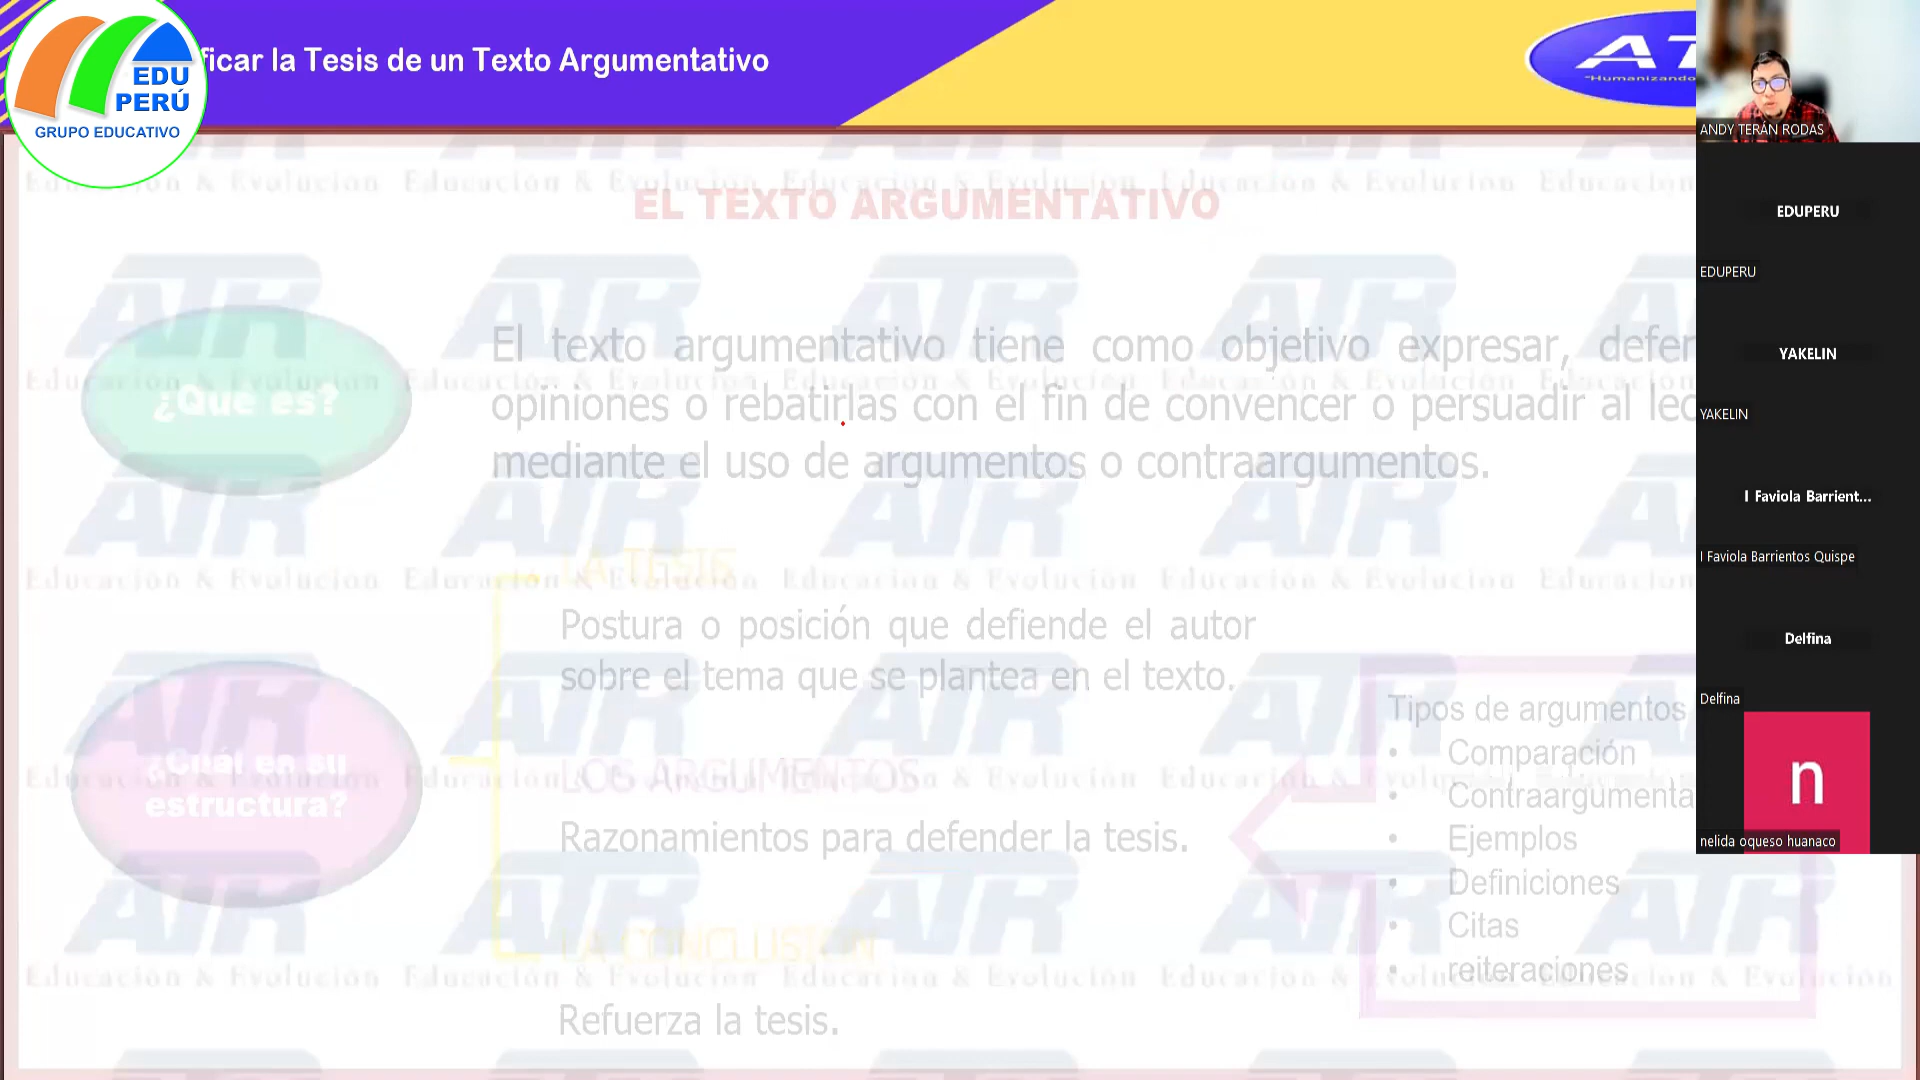 ficar la Tesis de un Texto Argumentativo
EDU
PERÚ
GRUPO EDUCATIVO
"Humanizando
EL TEXTO ARGUMENTATIVO
¿Qué es?
El texto argumentativo tiene como objetivo expresar, defen
opiniones o rebatirlas con el fin de convencer o persuadir al lec
mediante el uso de argumentos o contraargumentos.
¿Cuál es su
estructura?
LA TESIS
Postura o posición que defiende el autor
sobre el tema que se plantea en el texto.
LOS ARGUMENTOS
Razonamientos para defender la tesis.
LA CONCLUSIÓN
Refuerza la tesis.
Tipos de argumentos
• Comparación
• Contraargumenta
• Ejemplos
• Definiciones
• Citas
• reiteraciones
ATR
Educación & Evolución
ANDY TERÁN RODAS
EDUPERU
EDUPERU
YAKELIN
YAKELIN
I Faviola Barrient...
I Faviola Barrientos Quispe
Delfina
Delfina
n
nelida oqueso huanaco